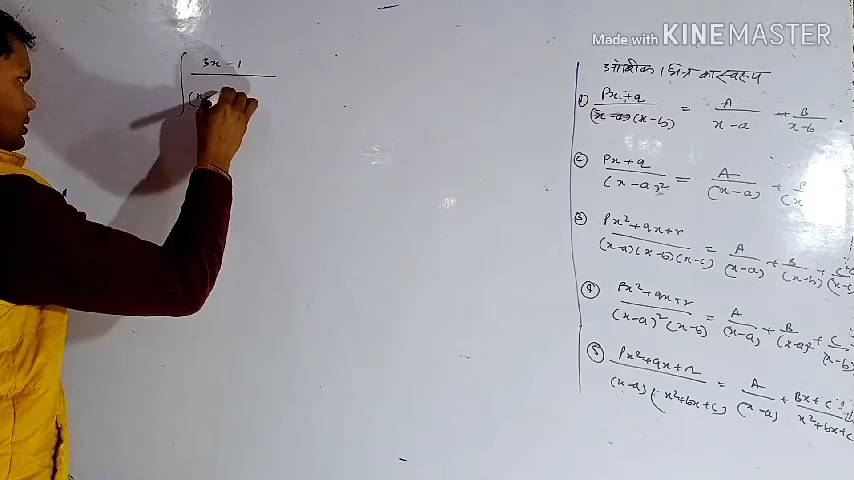 Made with KINEMASTER
∫ 3x - 1
(x
आंशिक भिन्न का स्वरूप
① px + q / (x - a)(x - b) = A / x - a + B / x - b
② px + q / (x - a)² = A / (x - a) +
③ px² + qx + r / (x - a)(x - b)(x - c) = A / (x - a) + B / (x - b) + C / (x - c)
④ px² + qx + r / (x - a)²(x - b) = A / (x - a) + B / (x - a)² + C / (x - b)
⑤ px² + qx + r / (x - a)(x² + bx + c) = A / (x - a) + Bx + C / x² + bx + c